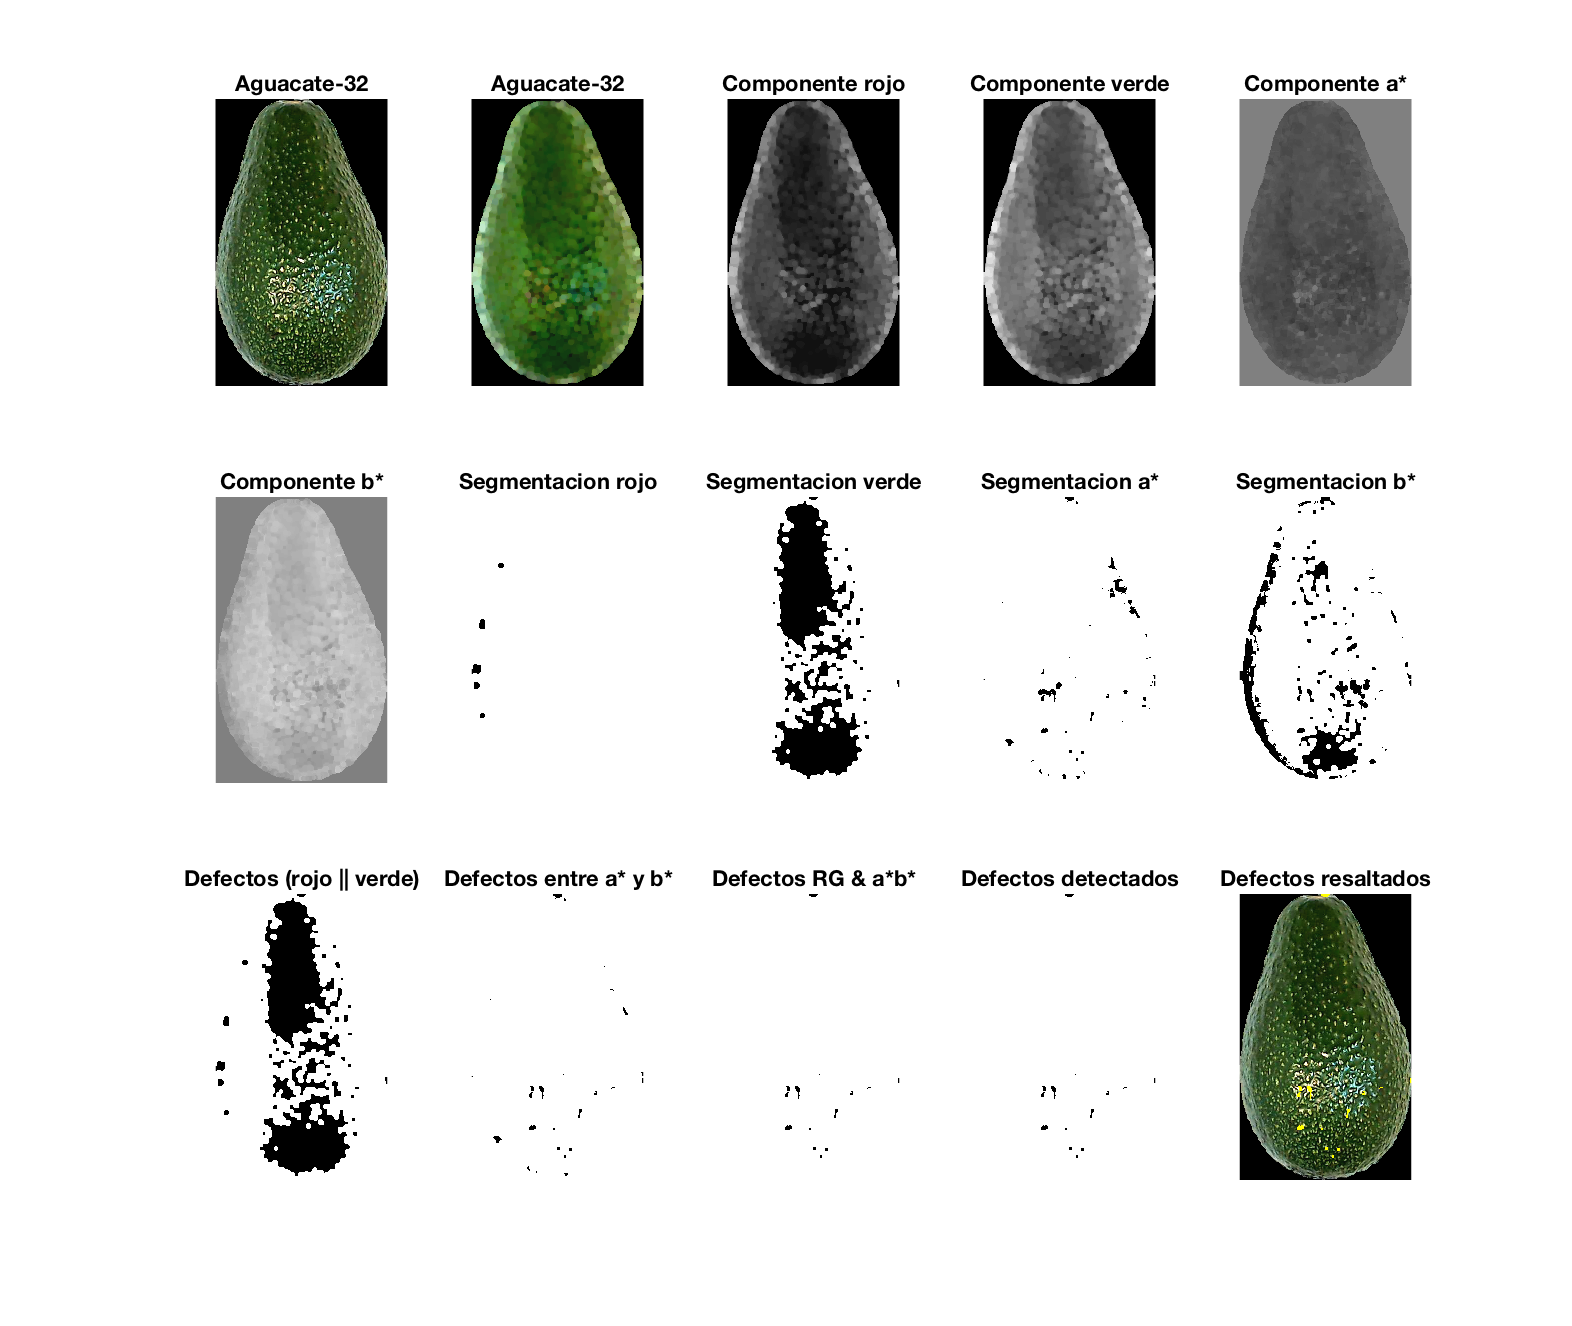 Aguacate-32
Aguacate-32
Componente rojo
Componente verde
Componente a*
Componente b*
Segmentacion rojo
Segmentacion verde
Segmentacion a*
Segmentacion b*
Defectos (rojo || verde)
Defectos entre a* y b*
Defectos RG & a*b*
Defectos detectados
Defectos resaltados